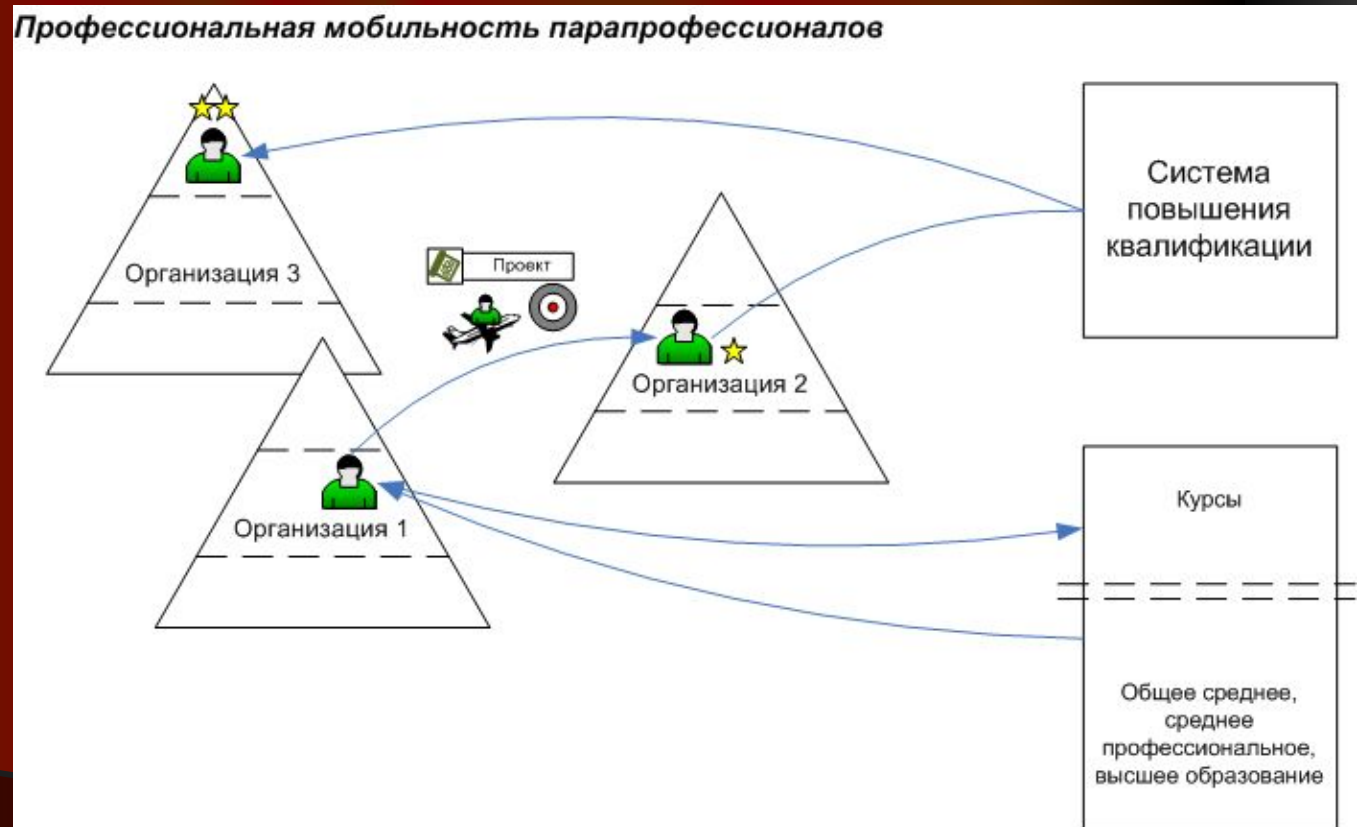 Профессиональная мобильность парапрофессионалов
Система
повышения
квалификации
Организация 3
Проект
Организация 2
Организация 1
Курсы
Общее среднее,
среднее
профессиональное,
высшее образование